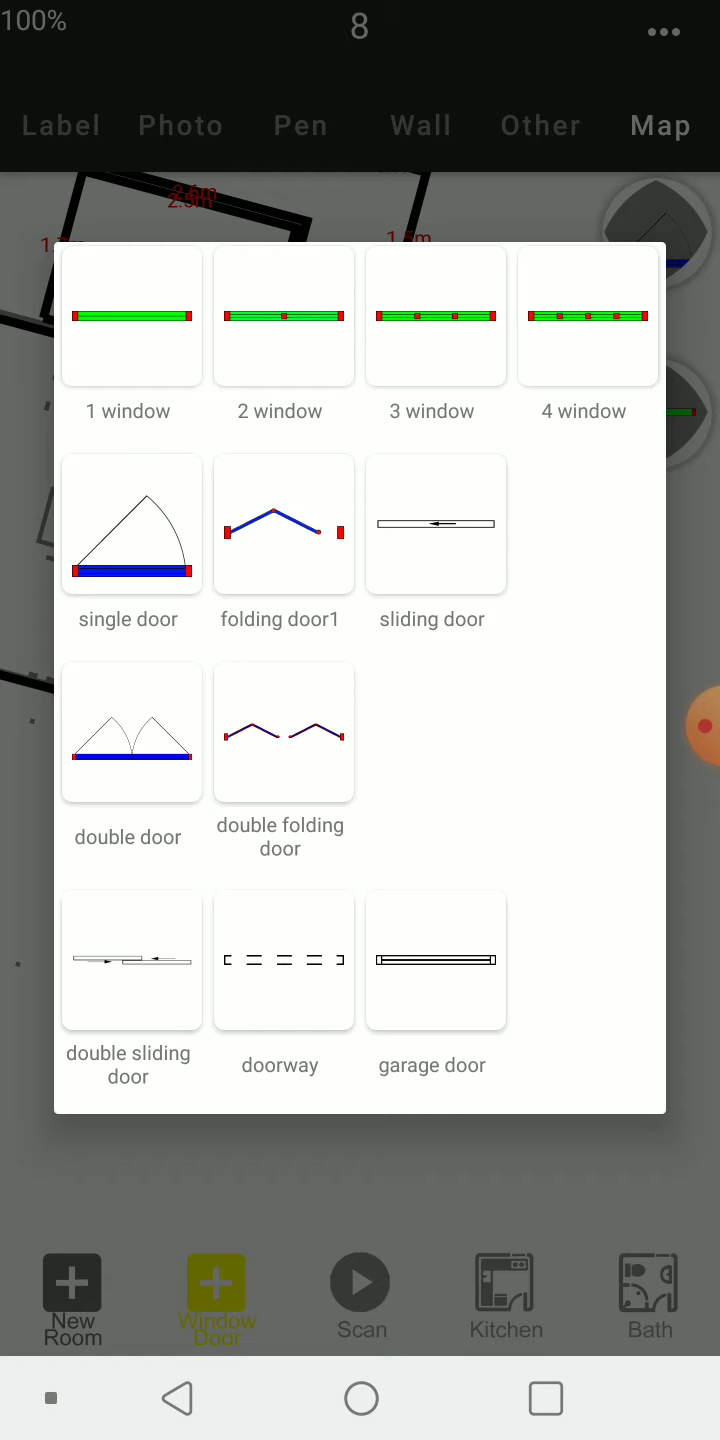 100%
8
Label Photo Pen Wall Other Map
2.5m
1 window 2 window 3 window 4 window
single door folding door1 sliding door
double door double folding door
double sliding door doorway garage door
New Room
Window Door
Scan
Kitchen
Bath